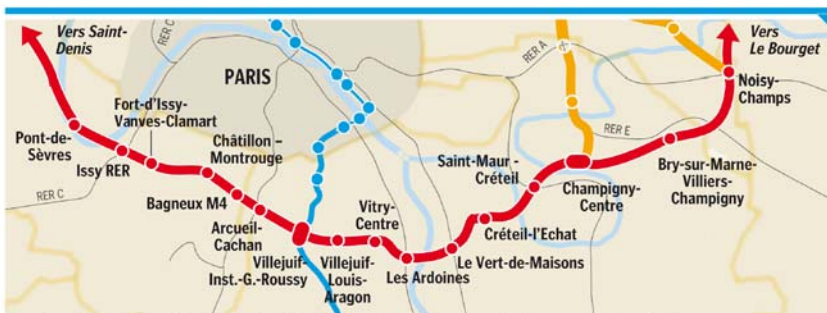 Vers Saint-
Denis
RER C
PARIS
RER A
Vers
Le Bourget
Noisy-
Champs
Fort-d'Issy-
Vanves-Clamart
Pont-de-
Sèvres
Issy RER
RER C
Châtillon –
Montrouge
Bagneux M4
Arcueil-
Cachan
Villejuif-
Inst.-G.-Roussy
Villejuif-
Louis-
Aragon
Vitry-
Centre
Les Ardoines
Le Vert-de-Maisons
Créteil-l'Echat
Saint-Maur -
Créteil
Champigny-
Centre
RER E
Bry-sur-Marne-
Villiers-
Champigny